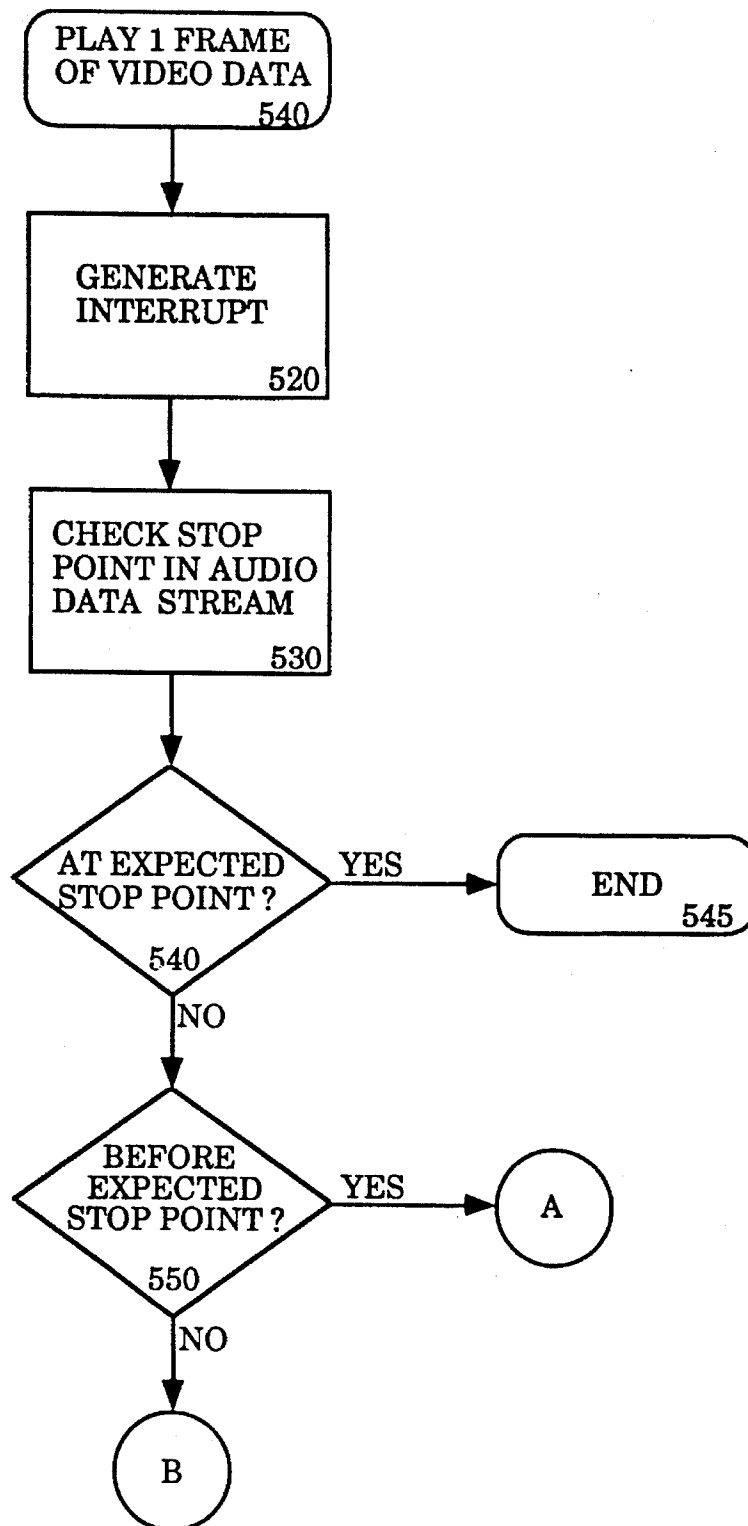 PLAY 1 FRAME
OF VIDEO DATA
540
GENERATE
INTERRUPT
520
CHECK STOP
POINT IN AUDIO
DATA STREAM
530
AT EXPECTED
STOP POINT ?
540
YES
END
545
NO
BEFORE
EXPECTED
STOP POINT ?
550
YES
A
NO
B